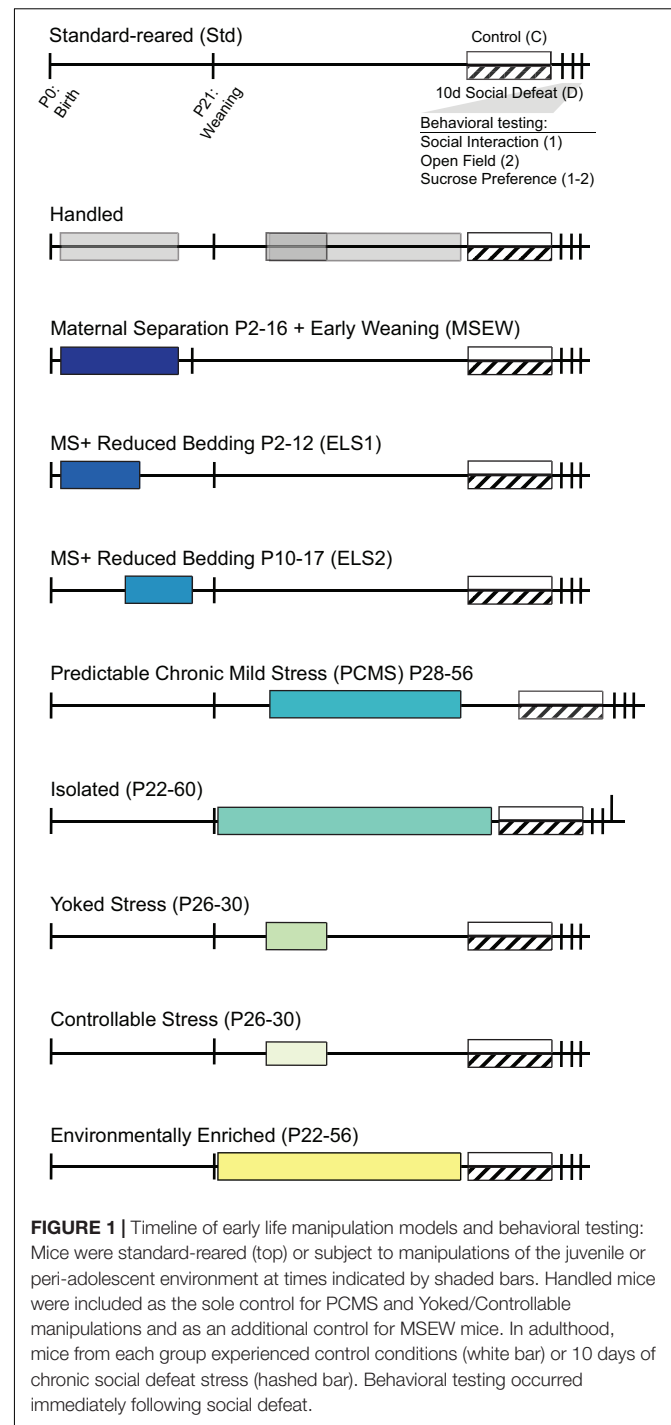 Standard-reared (Std)
Control (C)
P0:
Birth
P21:
Weaning
10d Social Defeat (D)
Behavioral testing:
Social Interaction (1)
Open Field (2)
Sucrose Preference (1-2)
Handled
Maternal Separation P2-16 + Early Weaning (MSEW)
MS+ Reduced Bedding P2-12 (ELS1)
MS+ Reduced Bedding P10-17 (ELS2)
Predictable Chronic Mild Stress (PCMS) P28-56
Isolated (P22-60)
Yoked Stress (P26-30)
Controllable Stress (P26-30)
Environmentally Enriched (P22-56)
FIGURE 1 | Timeline of early life manipulation models and behavioral testing:
Mice were standard-reared (top) or subject to manipulations of the juvenile or
peri-adolescent environment at times indicated by shaded bars. Handled mice
were included as the sole control for PCMS and Yoked/Controllable
manipulations and as an additional control for MSEW mice. In adulthood,
mice from each group experienced control conditions (white bar) or 10 days of
chronic social defeat stress (hashed bar). Behavioral testing occurred
immediately following social defeat.